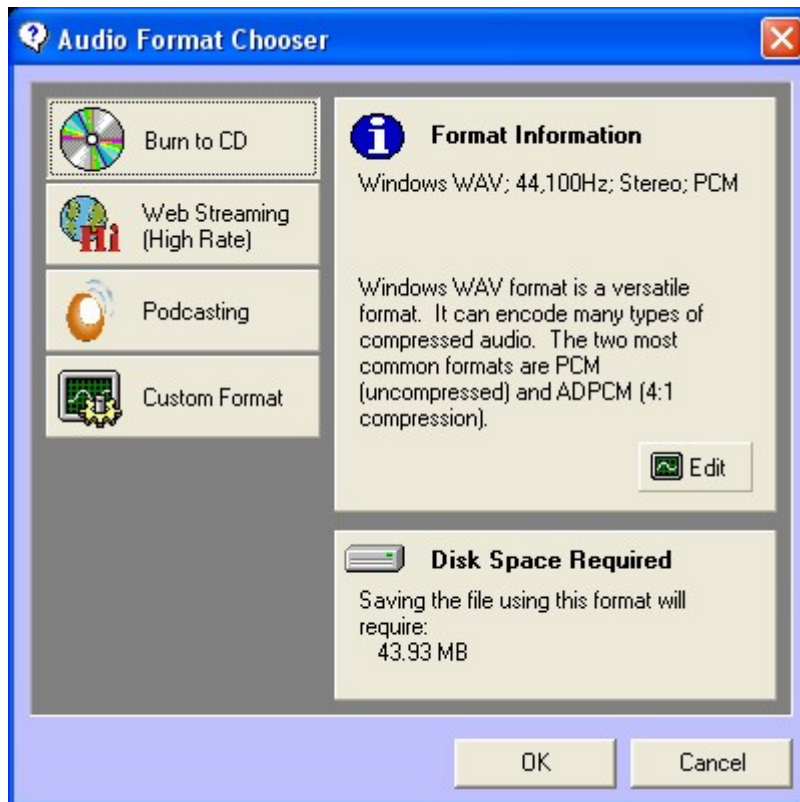 Audio Format Chooser
Burn to CD
Web Streaming
(High Rate)
Podcasting
Custom Format
Format Information
Windows WAV; 44,100Hz; Stereo; PCM
Windows WAV format is a versatile
format. It can encode many types of
compressed audio. The two most
common formats are PCM
(uncompressed) and ADPCM (4:1
compression).
Edit
Disk Space Required
Saving the file using this format will
require:
43.93 MB
OK
Cancel